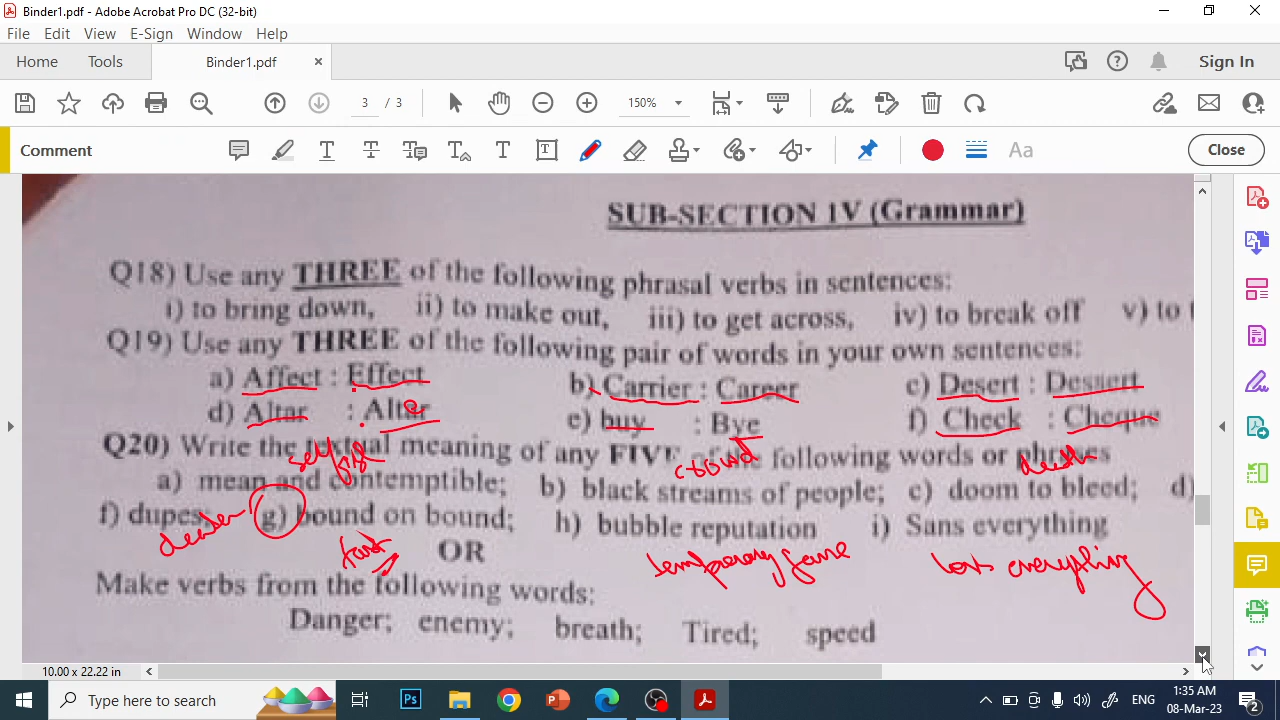 Binder1.pdf - Adobe Acrobat Pro DC (32-bit)
File Edit View E-Sign Window Help
Home Tools Binder1.pdf Sign In
3 / 3 150%
Comment Aa Close
SUB-SECTION 1V (Grammar)
Q18) Use any THREE of the following phrasal verbs in sentences:
i) to bring down, ii) to make out, iii) to get across, iv) to break off v) to
Q19) Use any THREE of the following pair of words in your own sentences:
a) Affect : Effect b) Carrier : Career c) Desert : Dessert
d) Altar : Alter e) buy : Bye f) Check : Cheque
Q20) Write the textual meaning of any FIVE of the following words or phrases
selfish crowd death
a) mean and contemptible; b) black streams of people; c) doom to bleed; d)
f) dupes, g) bound on bound; h) bubble reputation i) Sans everything
OR temporary fame everything
Make verbs from the following words:
Danger; enemy; breath; Tired; speed
10.00 x 22.22 in
Type here to search Ps ENG 1:35 AM
08-Mar-23 2